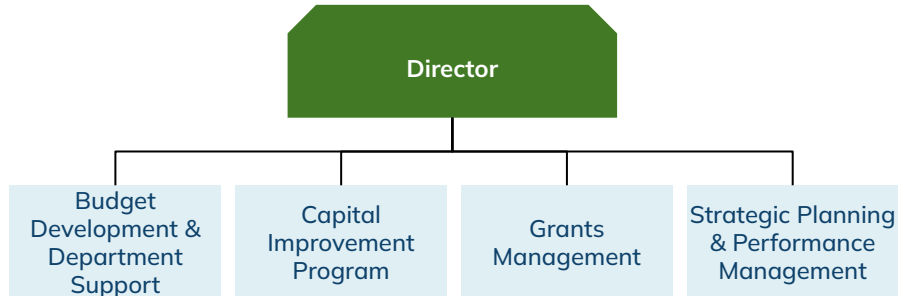 Director
Budget
Development &
Department
Support
Capital
Improvement
Program
Grants
Management
Strategic Planning
& Performance
Management